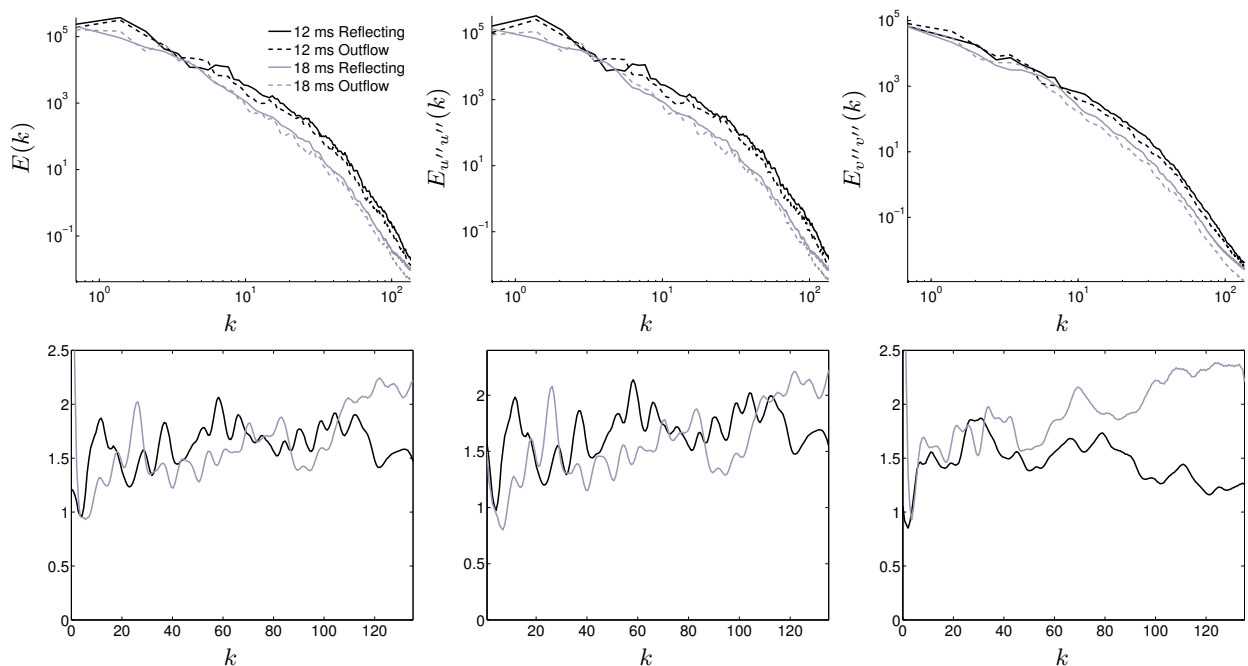 10^5
10^3
10^1
10^{-1}
E(k)
12 ms Reflecting
12 ms Outflow
18 ms Reflecting
18 ms Outflow
10^0 10^1 10^2
k
10^5
10^3
10^1
10^{-1}
E_{u''u''}(k)
10^0 10^1 10^2
k
10^5
10^3
10^1
10^{-1}
E_{v''v''}(k)
10^0 10^1 10^2
k
2.5
2
1.5
1
0.5
0
0 20 40 60 80 100 120
k
2
1.5
1
0.5
0
20 40 60 80 100 120
k
2.5
2
1.5
1
0.5
0
0 20 40 60 80 100 120
k